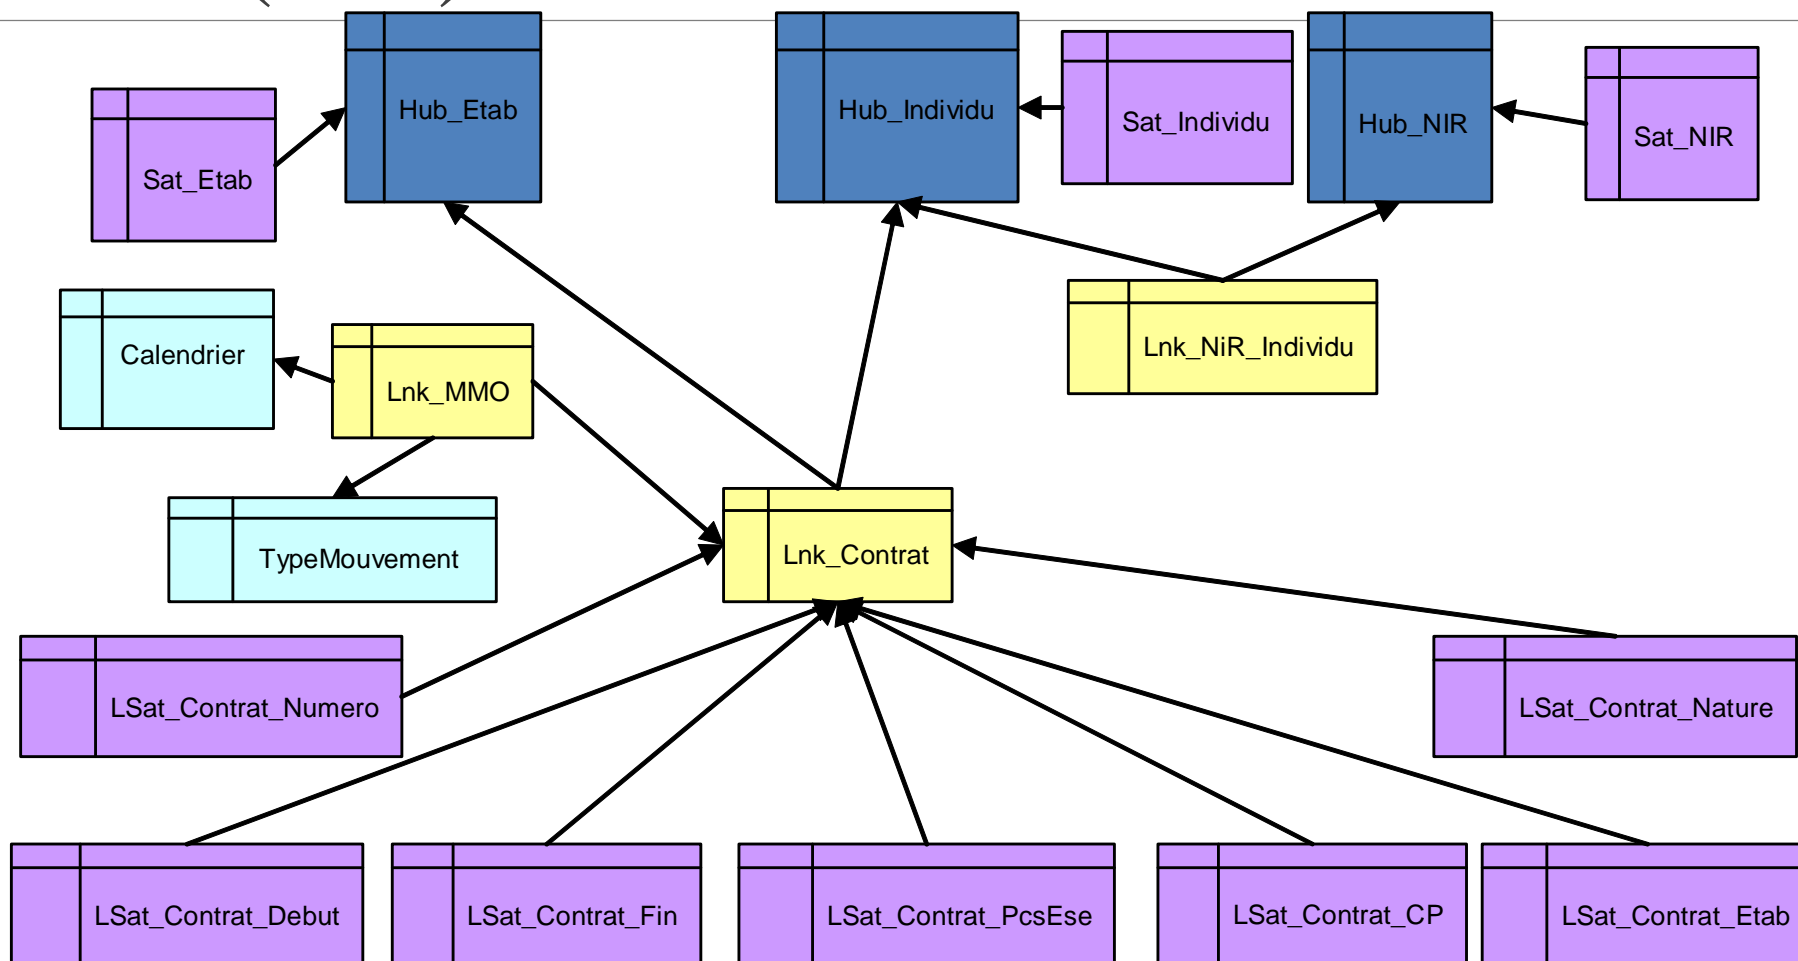 Hub_Etab
Hub_Individu
Sat_Individu
Hub_NIR
Sat_NIR
Sat_Etab
Calendrier
Lnk_MMO
Lnk_NiR_Individu
TypeMouvement
Lnk_Contrat
LSat_Contrat_Numero
LSat_Contrat_Nature
LSat_Contrat_Debut
LSat_Contrat_Fin
LSat_Contrat_PcsEse
LSat_Contrat_CP
LSat_Contrat_Etab